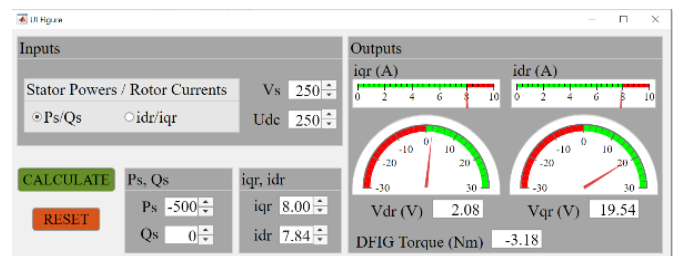 UI Figure
Inputs
Stator Powers / Rotor Currents
Ps/Qs idr/iqr
Vs 250
Udc 250
CALCULATE
RESET
Ps, Qs
Ps -500
Qs 0
iqr, idr
iqr 8.00
idr 7.84
Outputs
iqr (A)
0 2 4 6 8 10
idr (A)
0 2 4 6 8 10
-30 -20 -10 0 10 20 30
-30 -20 -10 0 10 20 30
Vdr (V) 2.08
Vqr (V) 19.54
DFIG Torque (Nm) -3.18